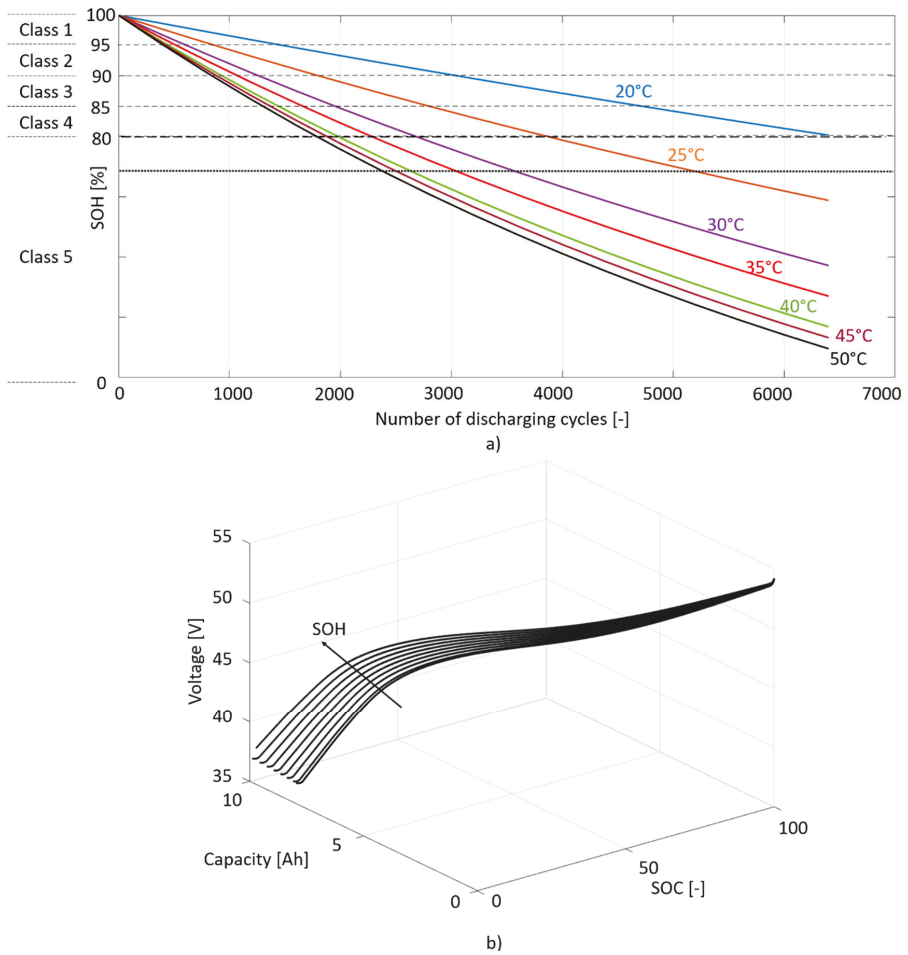 100
Class 1
95
Class 2
90
Class 3
20°C
85
Class 4
80
25°C
SOH [%]
30°C
Class 5
35°C
40°C
45°C
50°C
0
0 1000 2000 3000 4000 5000 6000 7000
Number of discharging cycles [-]
a)
55
50
SOH
Voltage [V]
45
40
35
10
100
5
Capacity [Ah]
50
SOC [-]
0 0
b)